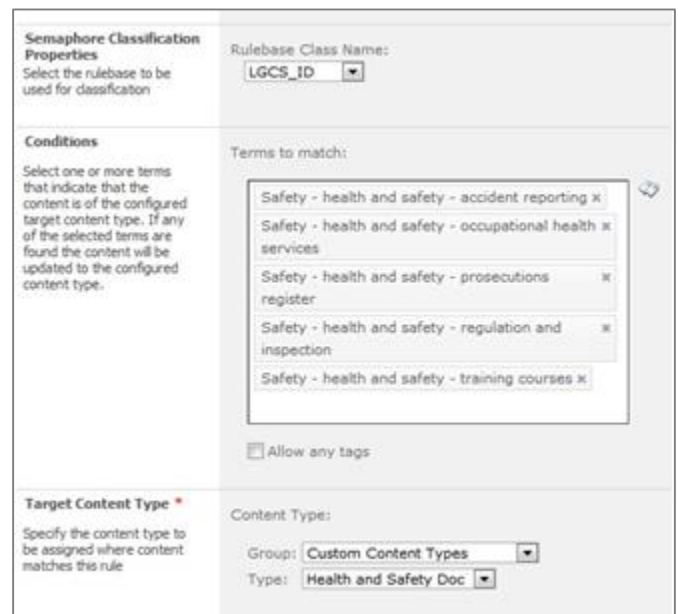 Semaphore Classification
Properties
Select the rulebase to be
used for classification
Rulebase Class Name:
LGCS_ID
Conditions
Select one or more terms
that indicate that the
content is of the configured
target content type. If any
of the selected terms are
found the content will be
updated to the configured
content type.
Terms to match:
Safety - health and safety - accident reporting ×
Safety - health and safety - occupational health ×
services
Safety - health and safety - prosecutions ×
register
Safety - health and safety - regulation and ×
inspection
Safety - health and safety - training courses ×
Allow any tags
Target Content Type *
Specify the content type to
be assigned where content
matches this rule
Content Type:
Group: Custom Content Types
Type: Health and Safety Doc